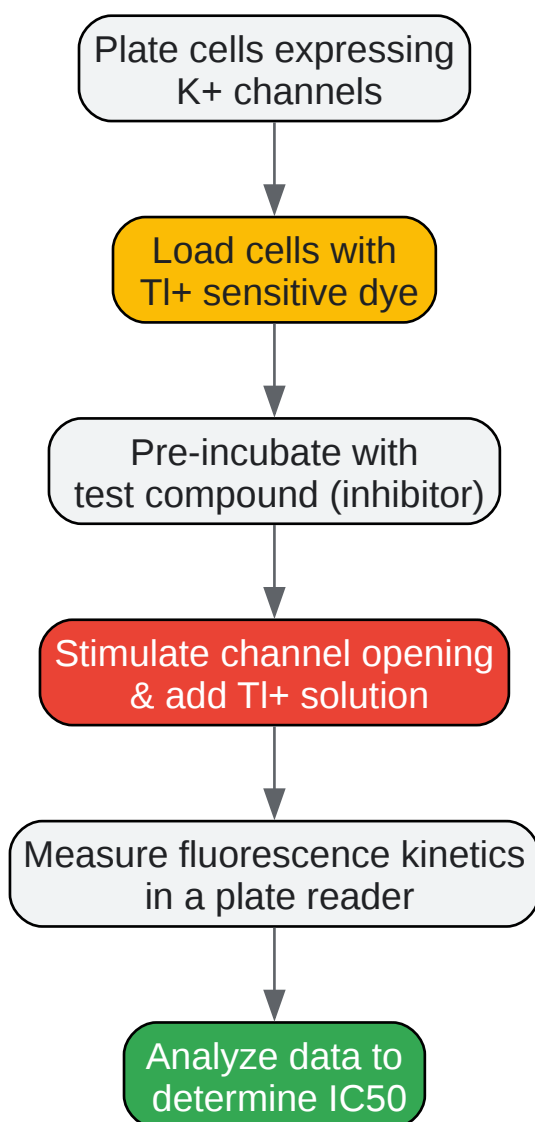 Plate cells expressing
K+ channels
Load cells with
Tl+ sensitive dye
Pre-incubate with
test compound (inhibitor)
Stimulate channel opening
& add Tl+ solution
Measure fluorescence kinetics
in a plate reader
Analyze data to
determine IC50